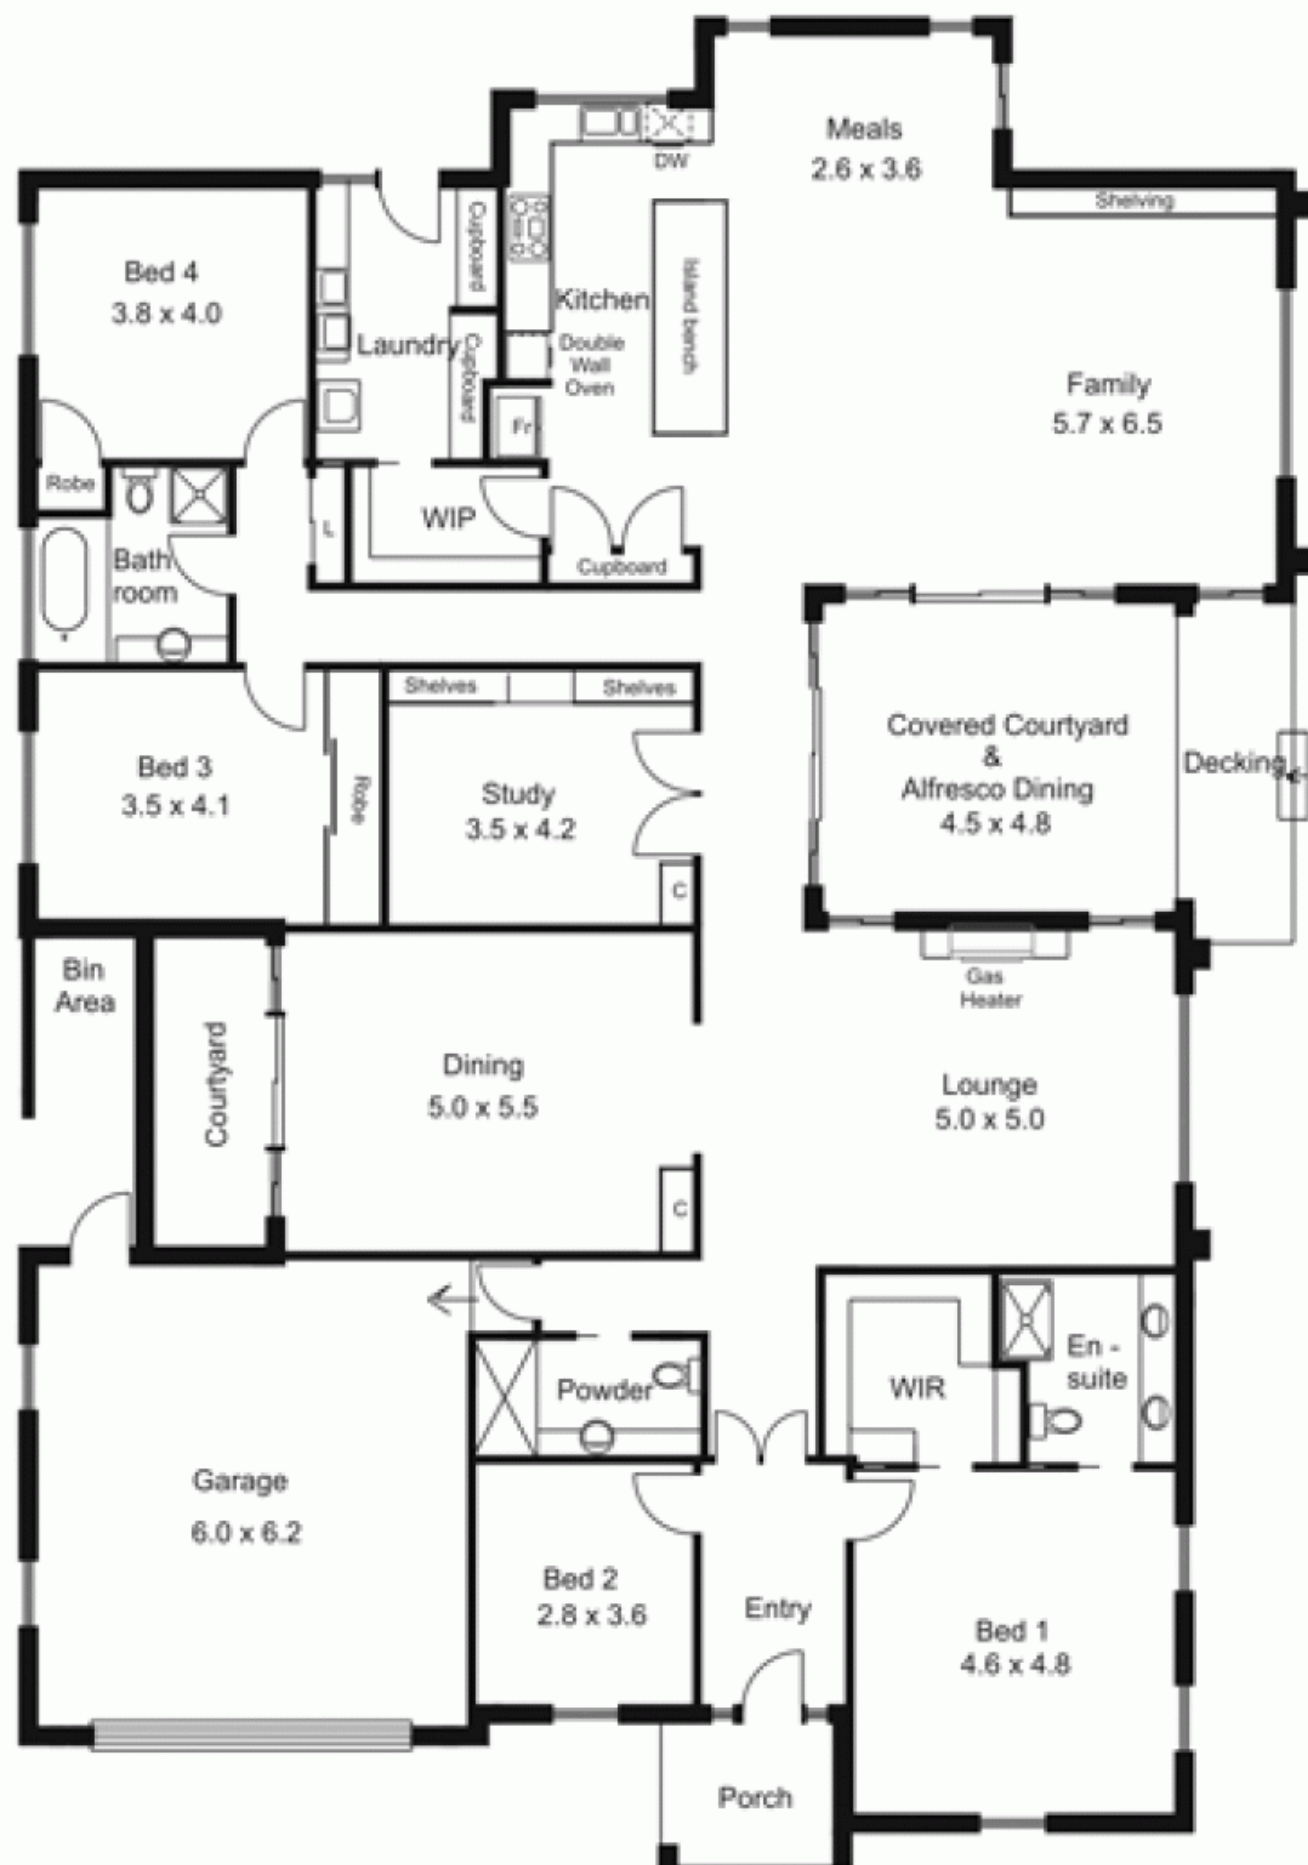 Meals
2.6 x 3.6
DW
Shelving
Cupboard
Bed 4
3.8 x 4.0
Kitchen
Island bench
Laundry
Cupboard
Double
Wall
Oven
Family
5.7 x 6.5
Fr
Robe
WIP
L
Bath
room
Cupboard
Shelves
Shelves
Covered Courtyard
&
Alfresco Dining
4.5 x 4.8
Decking
Bed 3
3.5 x 4.1
Robe
Study
3.5 x 4.2
C
Bin
Area
Gas
Heater
Courtyard
Dining
5.0 x 5.5
Lounge
5.0 x 5.0
C
En -
suite
Powder
WIR
Garage
6.0 x 6.2
Bed 2
2.8 x 3.6
Entry
Bed 1
4.6 x 4.8
Porch